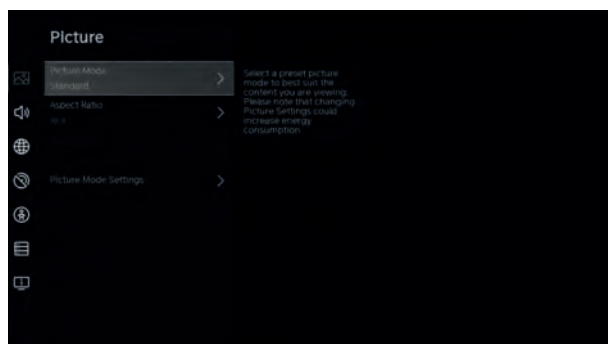 Picture
Picture Mode
Standard
Select a preset picture
mode to best suit the
content you are viewing.
Please note that changing
Picture Settings could
increase energy
consumption
Aspect Ratio
Picture Mode Settings